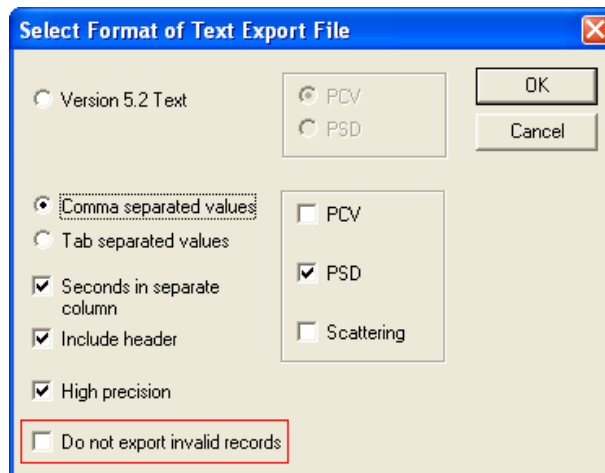 Select Format of Text Export File
Version 5.2 Text
PCV
PSD
OK
Cancel
Comma separated values
Tab separated values
Seconds in separate
column
Include header
High precision
Do not export invalid records
PCV
PSD
Scattering